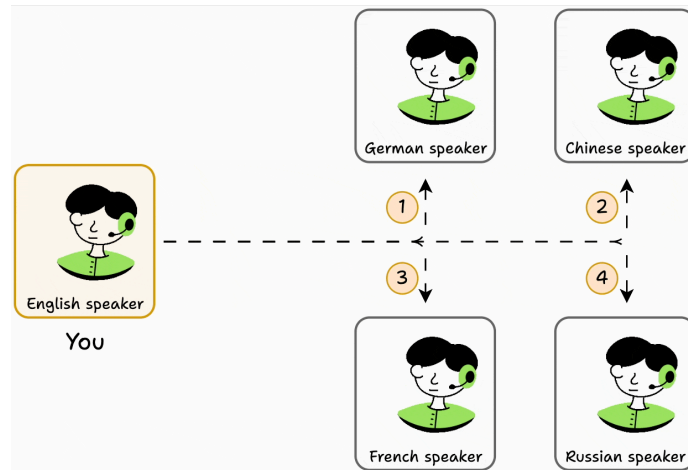 German speaker
Chinese speaker
1
2
English speaker
You
3
4
French speaker
Russian speaker